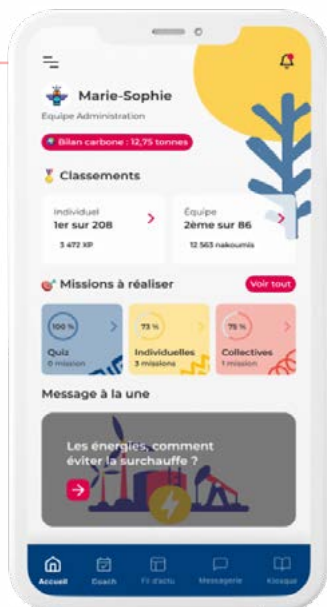 Marie-Sophie
Equipe Administration
Bilan carbone : 12,75 tonnes
Classements
Individuel
1er sur 208
3 472 XP
Équipe
2ème sur 86
12 563 nakoumis
Missions à réaliser
Voir tout
100 %
Quiz
0 mission
73 %
Individuelles
3 missions
75 %
Collectives
1 mission
Message à la une
Les énergies, comment
éviter la surchauffe ?
Accueil
Coach
Fil d'actu
Messagerie
Kiosque